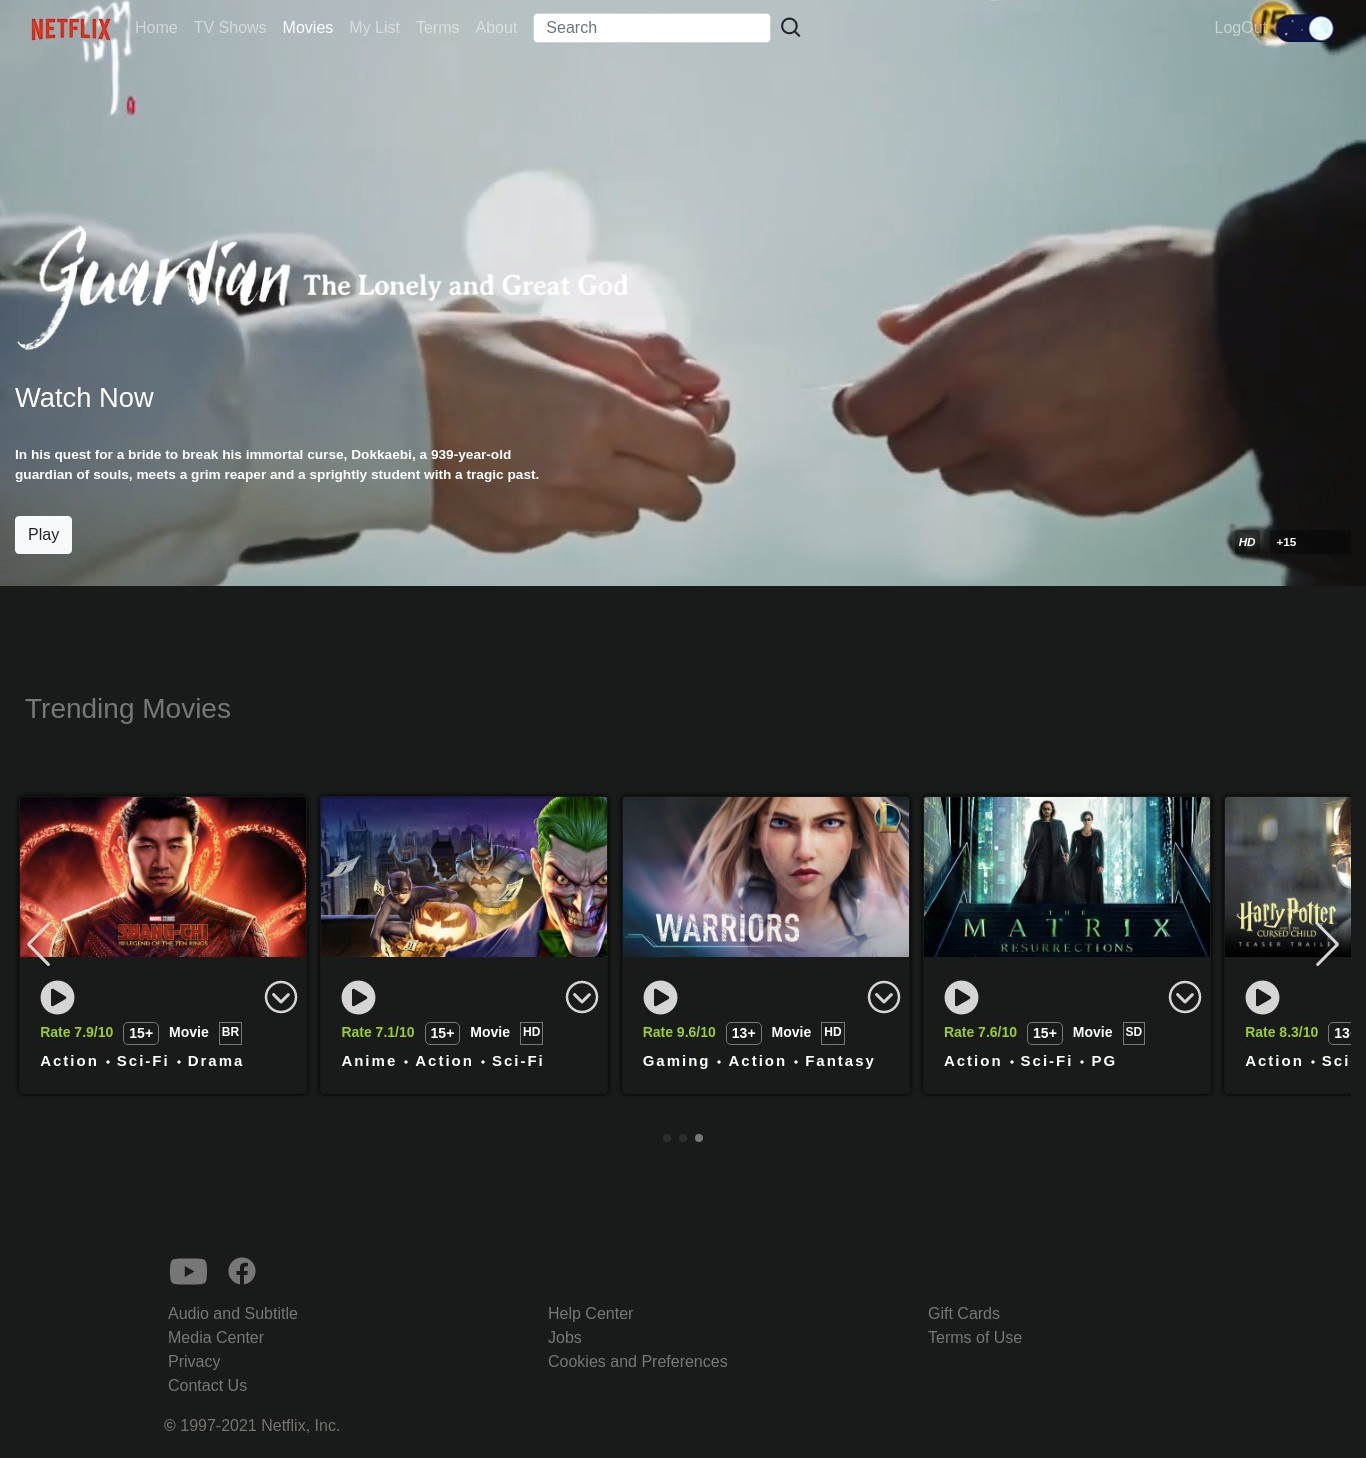 NETFLIX Home TV Shows Movies My List Terms About Search LogOut
Guardian The Lonely and Great God
Watch Now
In his quest for a bride to break his immortal curse, Dokkaebi, a 939-year-old
guardian of souls, meets a grim reaper and a sprightly student with a tragic past.
Play
HD +15
Trending Movies
MARVEL STUDIOS
SHANG-CHI
AND THE LEGEND OF THE TEN RINGS
Rate 7.9/10 15+ Movie BR
Action • Sci-Fi • Drama
Rate 7.1/10 15+ Movie HD
Anime • Action • Sci-Fi
L
WARRIORS
Rate 9.6/10 13+ Movie HD
Gaming • Action • Fantasy
THE
MATRIX
RESURRECTIONS
Rate 7.6/10 15+ Movie SD
Action • Sci-Fi • PG
Harry Potter
CURSED CHILD
TEASER TRAILE
Rate 8.3/10 13
Action • Sci
Audio and Subtitle
Media Center
Privacy
Contact Us
Help Center
Jobs
Cookies and Preferences
Gift Cards
Terms of Use
© 1997-2021 Netflix, Inc.